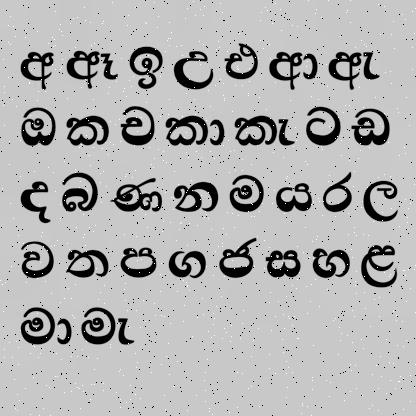 අ ඈ ඉ උ එ ආ ඇ
ඔ ක ච කා කැ ට ඩ
ද බ ණ න ම ය ර ල
ව ත ප ග ජ ස හ ළ
මා මැ